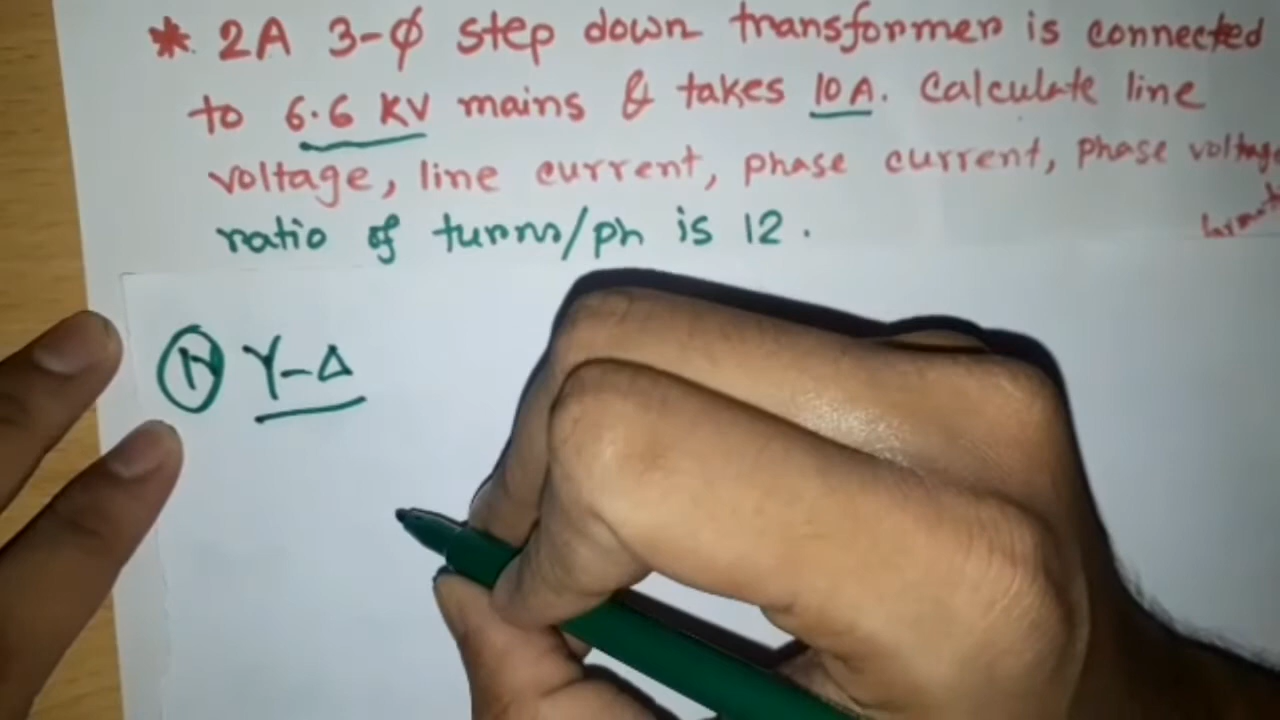 * 2A 3-φ step down transformer is connected
to 6.6 KV mains & takes 10A. Calculate line
voltage, line current, phase current, phase voltage
ratio of turns/ph is 12.
IV Y-Δ